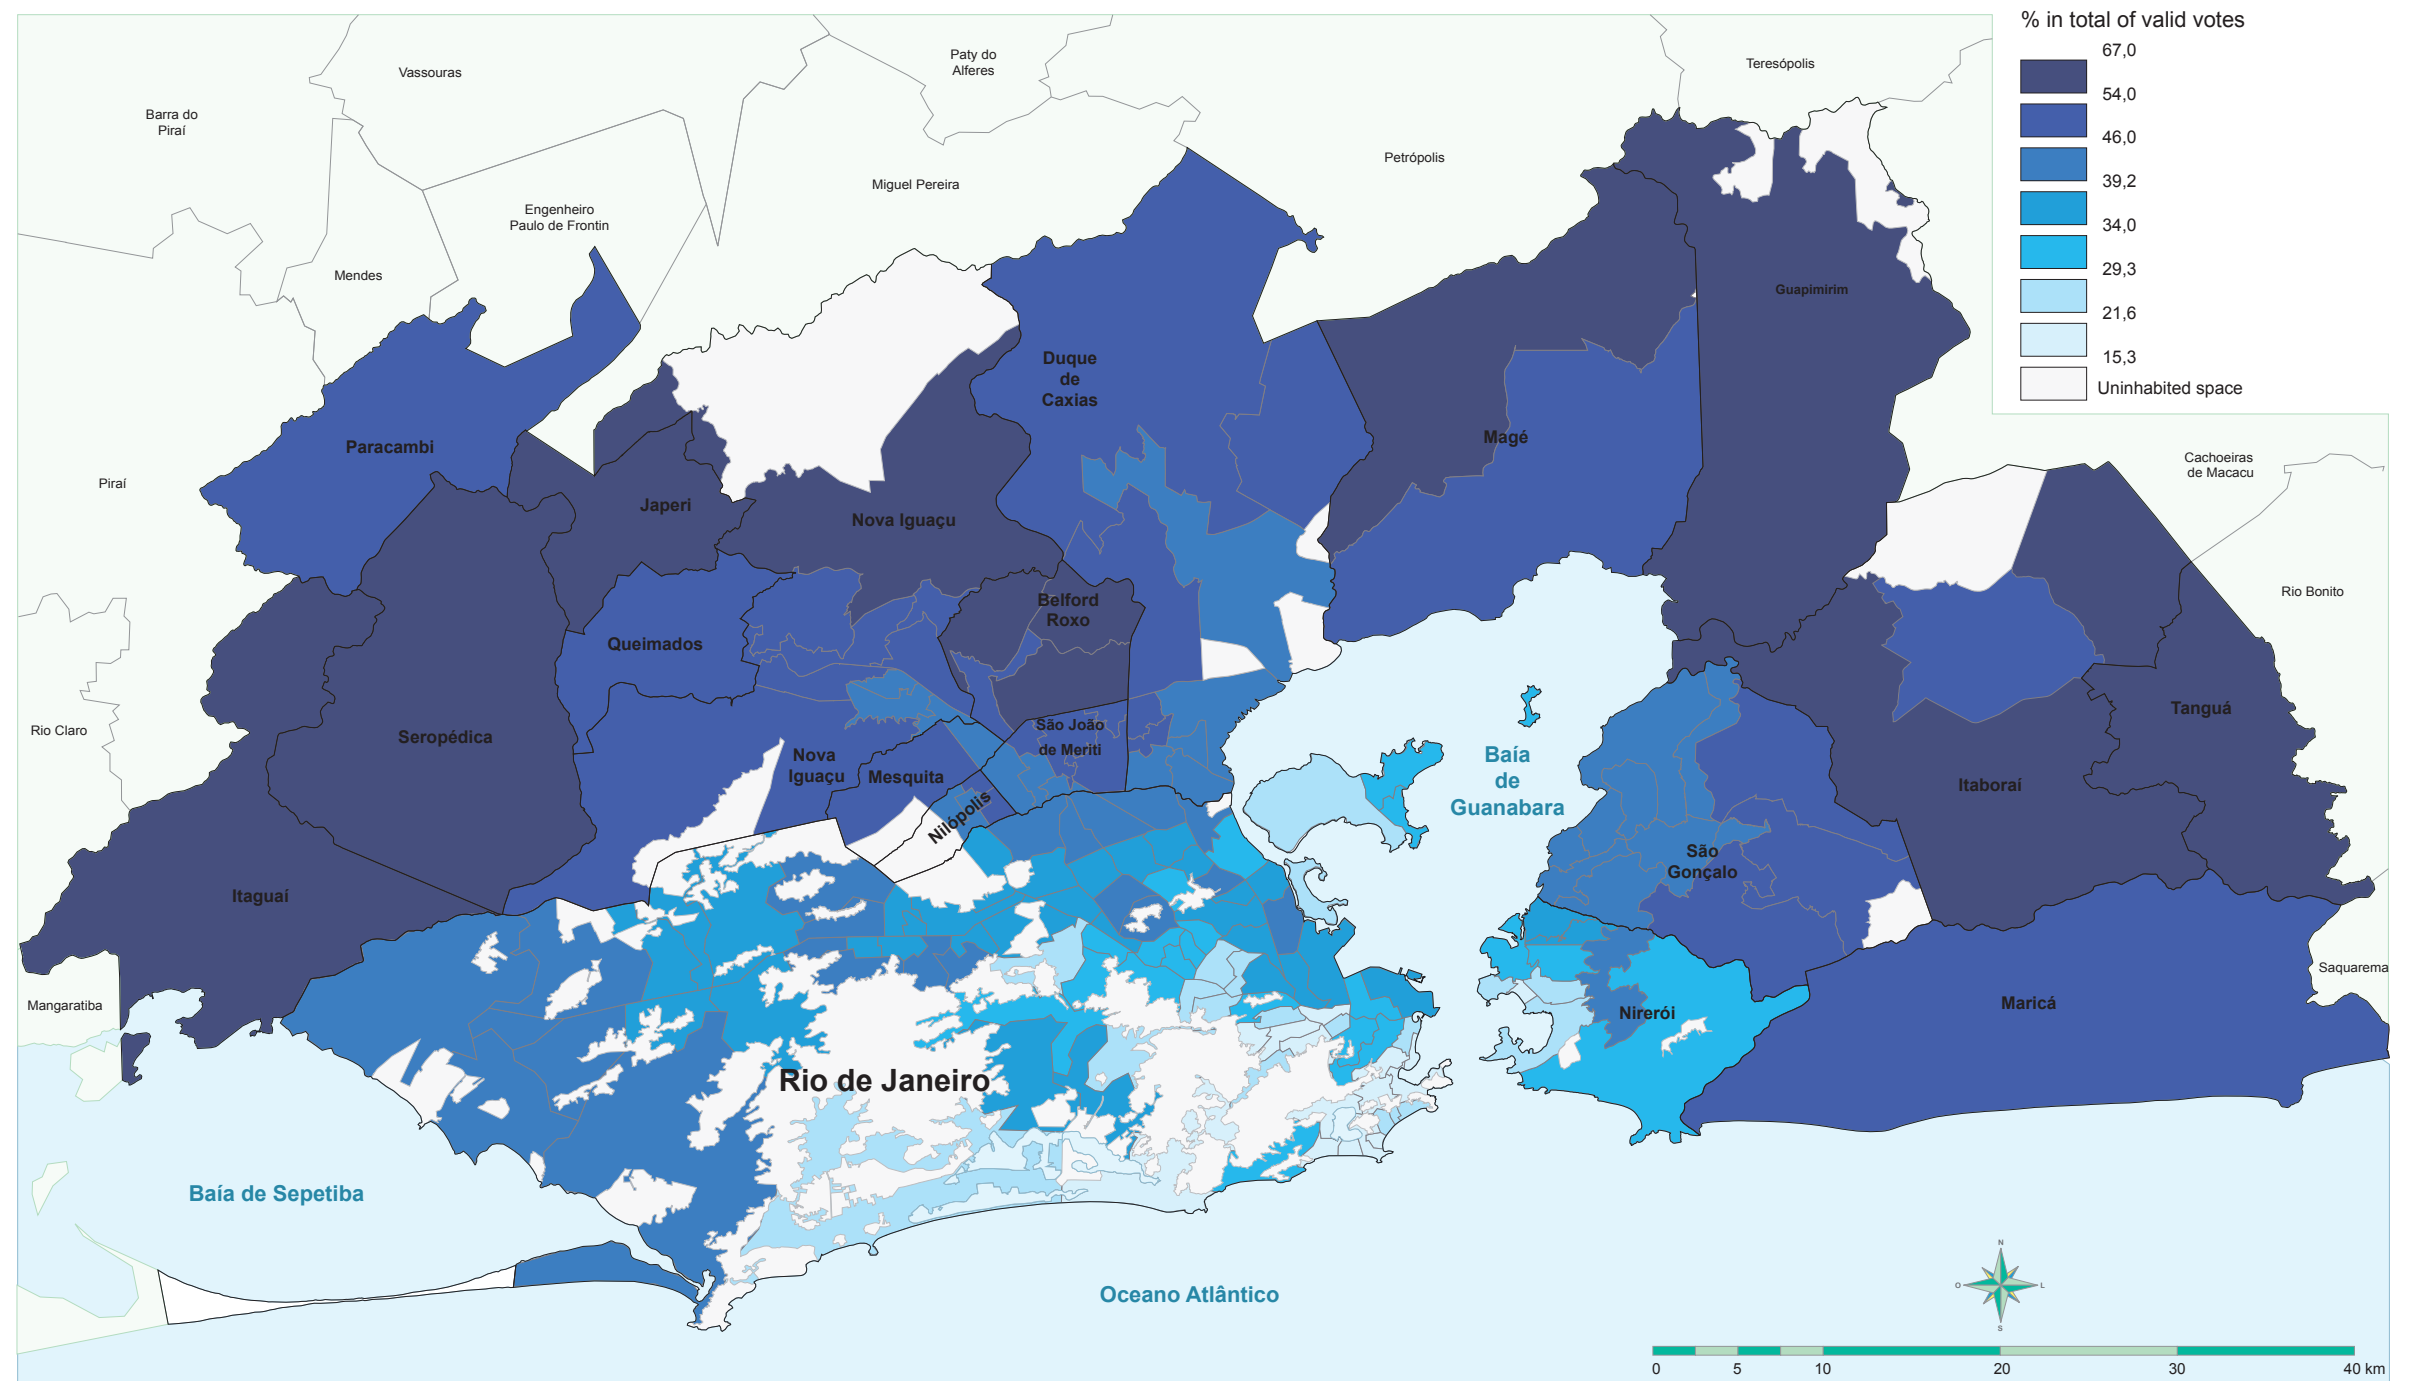 % in total of valid votes
67,0
54,0
46,0
39,2
34,0
29,3
21,6
15,3
Uninhabited space
Paty do
Alferes
Teresópolis
Vassouras
Barra do
Piraí
Petrópolis
Miguel Pereira
Engenheiro
Paulo de Frontin
Mendes
Guapimirim
Duque
de
Caxias
Paracambi
Magé
Cachoeiras
de Macacu
Piraí
Japeri
Nova Iguaçu
Rio Bonito
Belford
Roxo
Queimados
Tanguá
São João
de Meriti
Rio Claro
Seropédica
Nova
Iguaçu
Mesquita
Baía
de
Guanabara
Itaboraí
Nilópolis
São
Gonçalo
Itaguaí
Saquarema
Mangaratiba
Nirerói
Maricá
Rio de Janeiro
Baía de Sepetiba
Oceano Atlântico
N
O
L
S
0 5 10 20 30 40 km